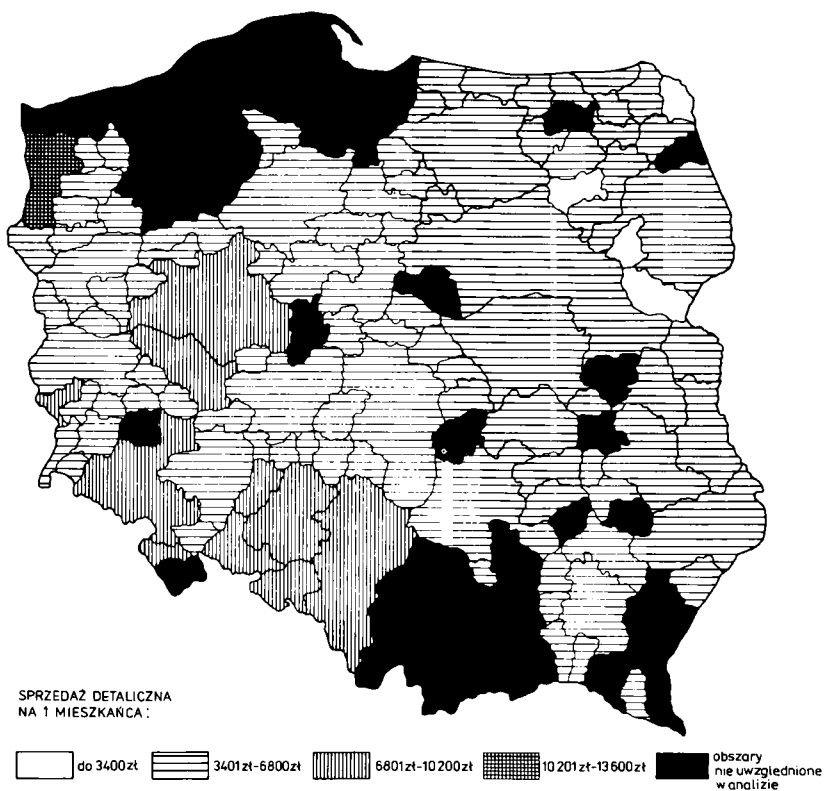 SPRZEDAŻ DETALICZNA
NA 1 MIESZKAŃCA:
do 3400zł
3401zł-6800zł
6801zł-10200zł
10201zł-13600zł
obszary
nie uwzględnione
w analizie